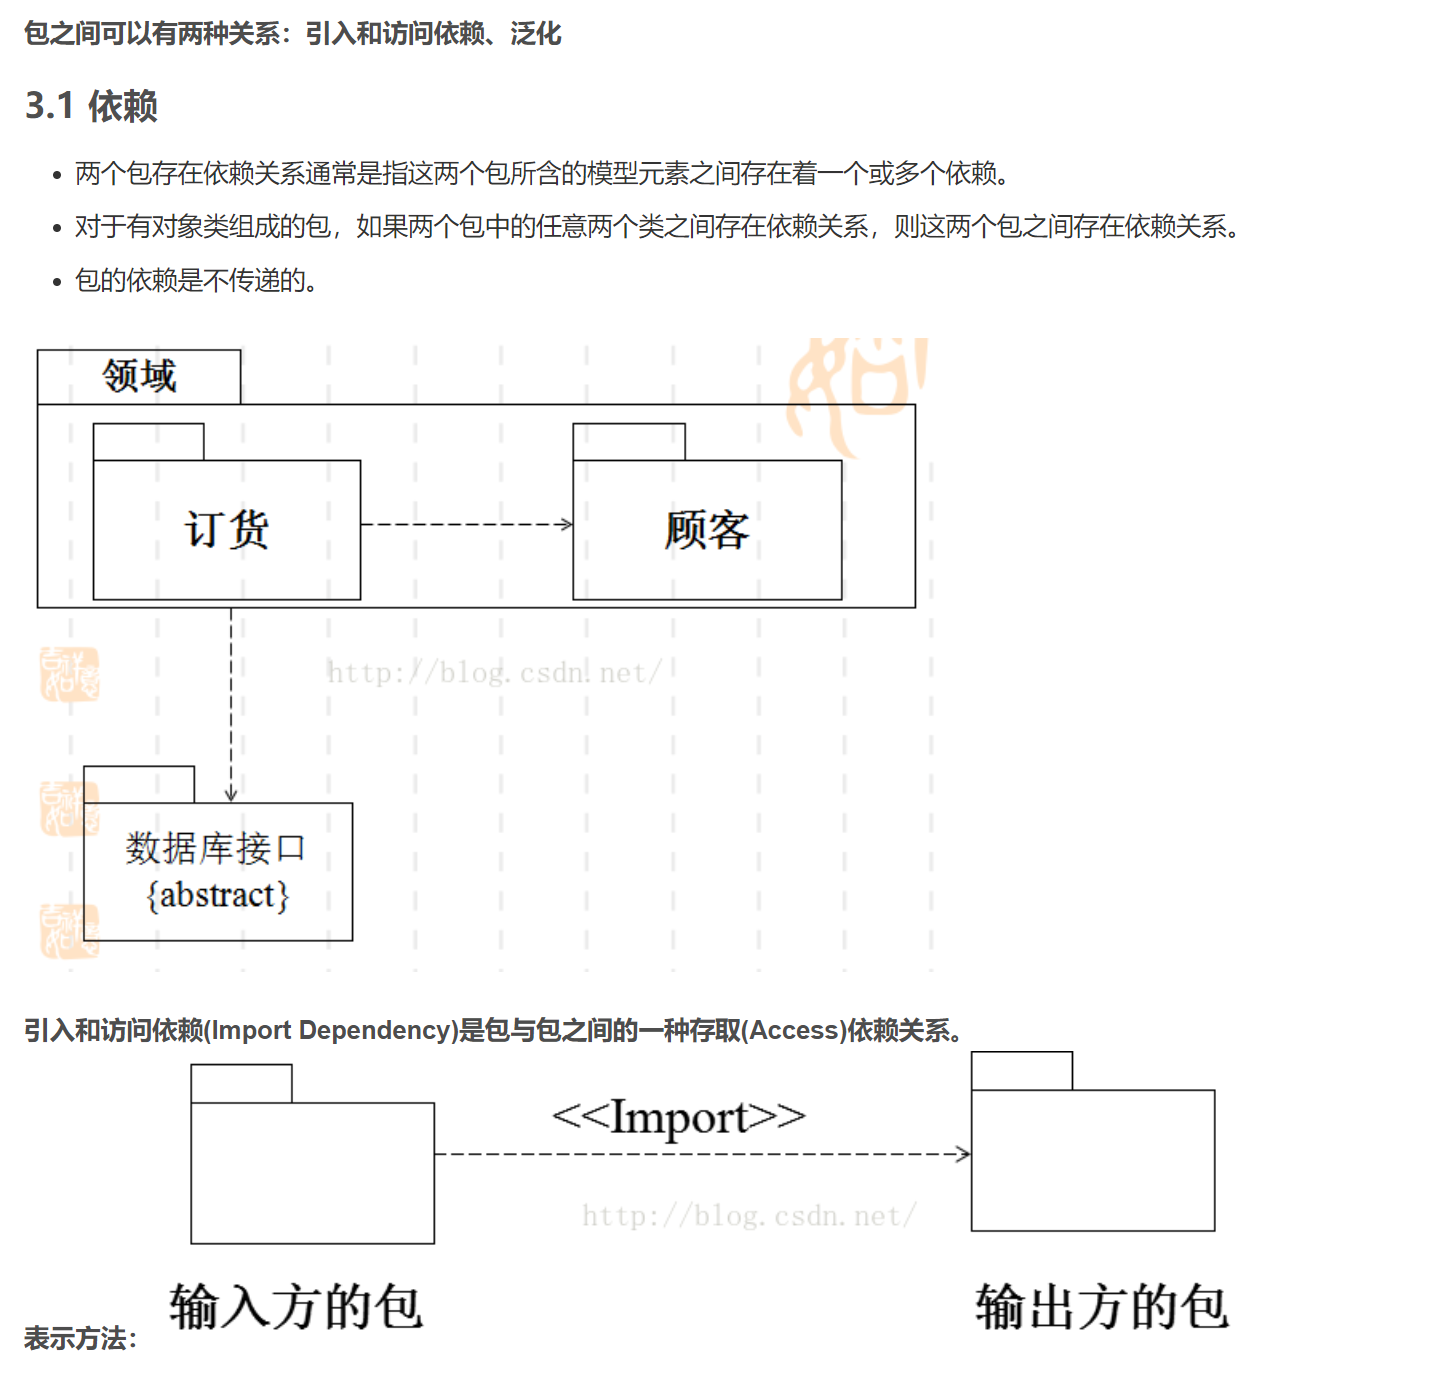 包之间可以有两种关系：引入和访问依赖、泛化
3.1 依赖
• 两个包存在依赖关系通常是指这两个包所含的模型元素之间存在着一个或多个依赖。
• 对于有对象类组成的包，如果两个包中的任意两个类之间存在依赖关系，则这两个包之间存在依赖关系。
• 包的依赖是不传递的。
领域
订货
顾客
http://blog.csdn.net/
数据库接口
{abstract}
引入和访问依赖(Import Dependency)是包与包之间的一种存取(Access)依赖关系。
<<Import>>
http://blog.csdn.net/
输入方的包
输出方的包
表示方法：